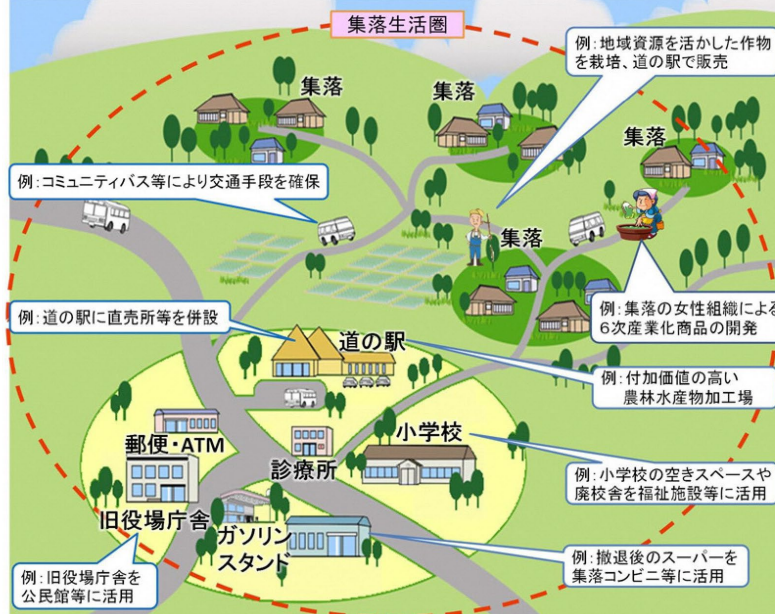 集落生活圏
例:地域資源を活かした作物
を栽培、道の駅で販売
集落
集落
集落
例:コミュニティバス等により交通手段を確保
集落
例:集落の女性組織による
6次産業化商品の開発
例:道の駅に直売所等を併設
道の駅
例:付加価値の高い
農林水産物加工場
郵便・ATM
小学校
診療所
例:小学校の空きスペースや
廃校舎を福祉施設等に活用
旧役場庁舎
ガソリン
スタンド
例:旧役場庁舎を
公民館等に活用
例:撤退後のスーパーを
集落コンビニ等に活用